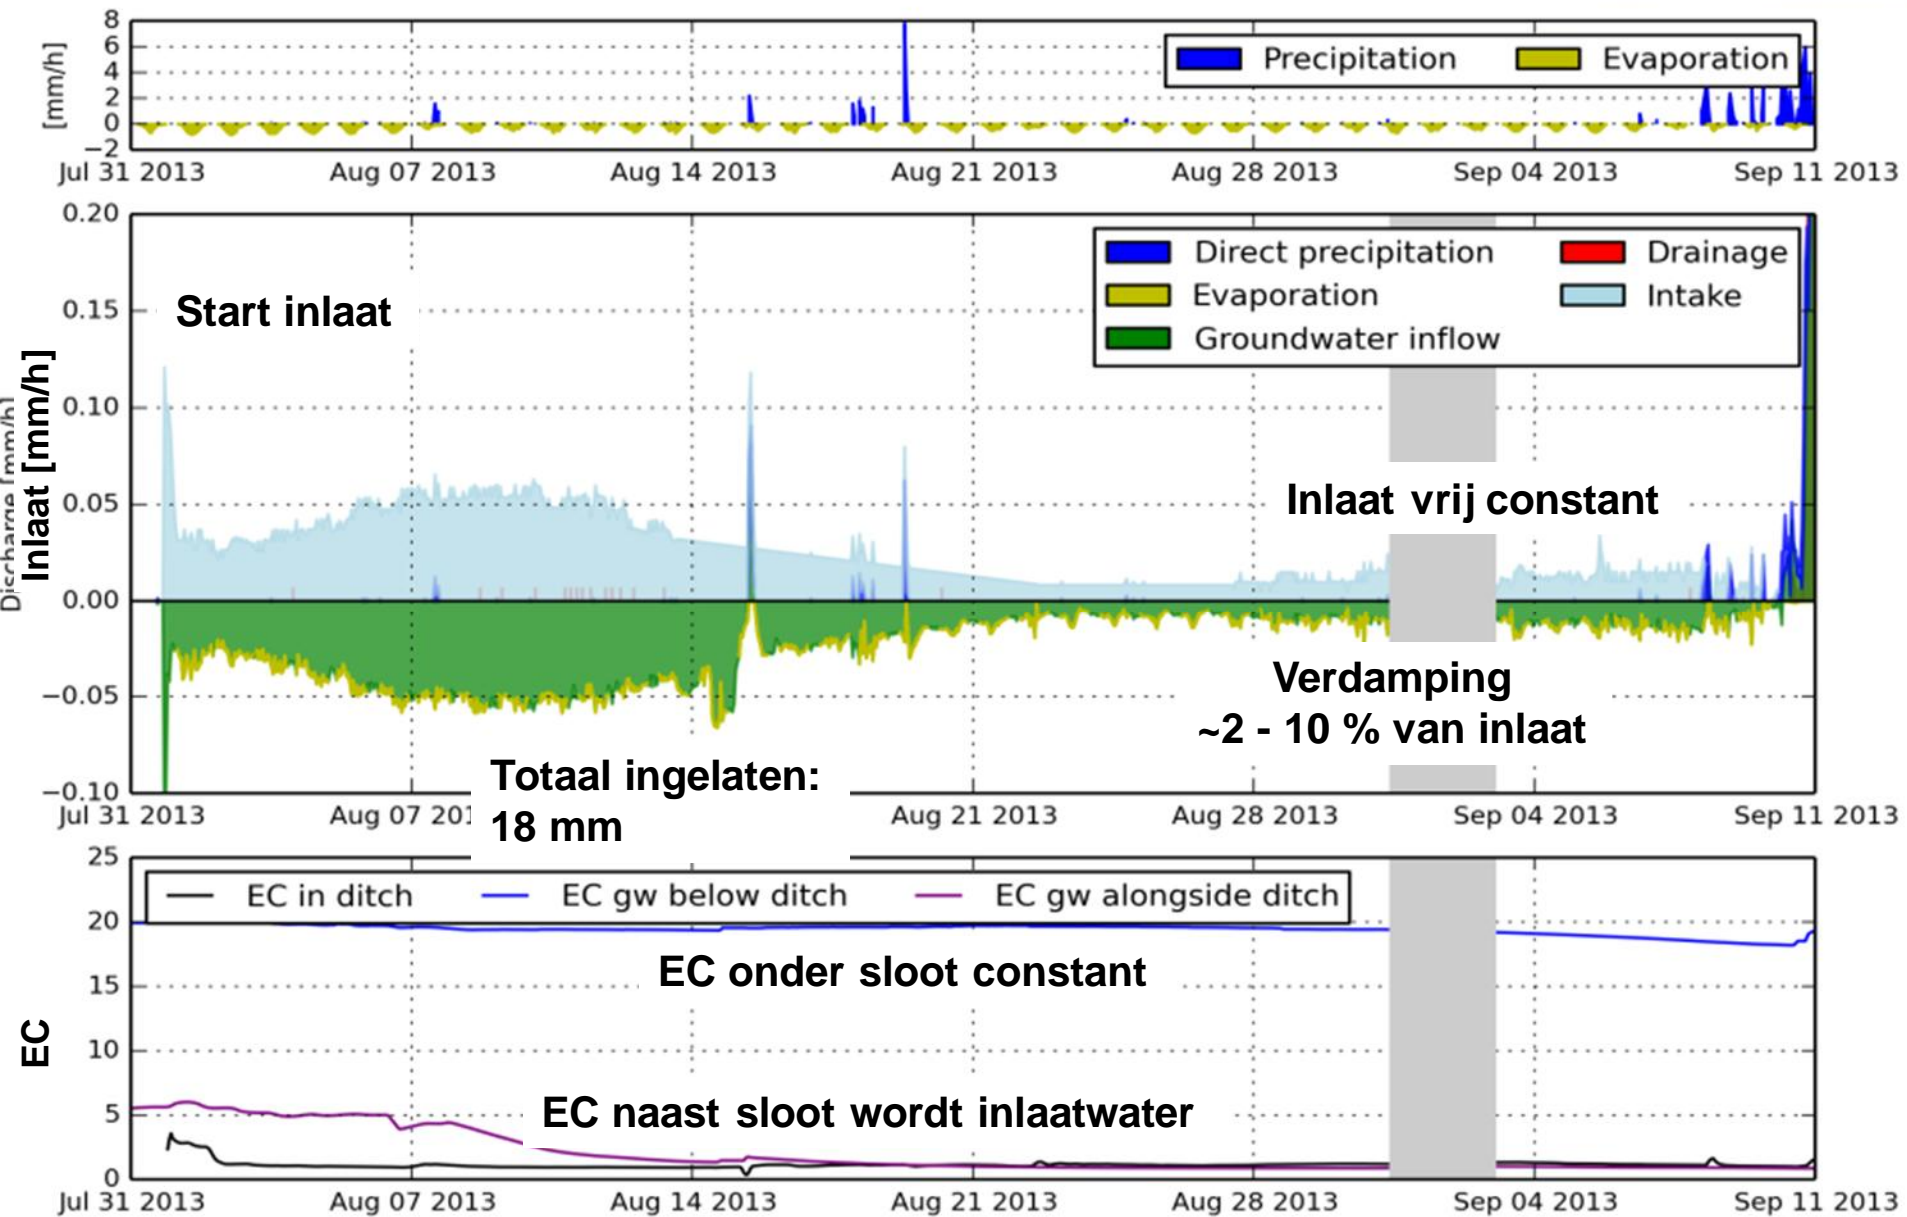 8
6
4
2
0
−2
[mm/h]
Precipitation Evaporation
Jul 31 2013 Aug 07 2013 Aug 14 2013 Aug 21 2013 Aug 28 2013 Sep 04 2013 Sep 11 2013
0.20
0.15
0.10
0.05
0.00
−0.05
−0.10
Discharge [mm/h]
Inlaat [mm/h]
Direct precipitation Drainage
Evaporation Intake
Groundwater inflow
Start inlaat
Inlaat vrij constant
Verdamping
~2 - 10 % van inlaat
Totaal ingelaten:
18 mm
Jul 31 2013 Aug 07 201 Aug 21 2013 Aug 28 2013 Sep 04 2013 Sep 11 2013
25
20
15
10
5
0
EC
EC in ditch EC gw below ditch EC gw alongside ditch
EC onder sloot constant
EC naast sloot wordt inlaatwater
Jul 31 2013 Aug 07 2013 Aug 14 2013 Aug 21 2013 Aug 28 2013 Sep 04 2013 Sep 11 2013